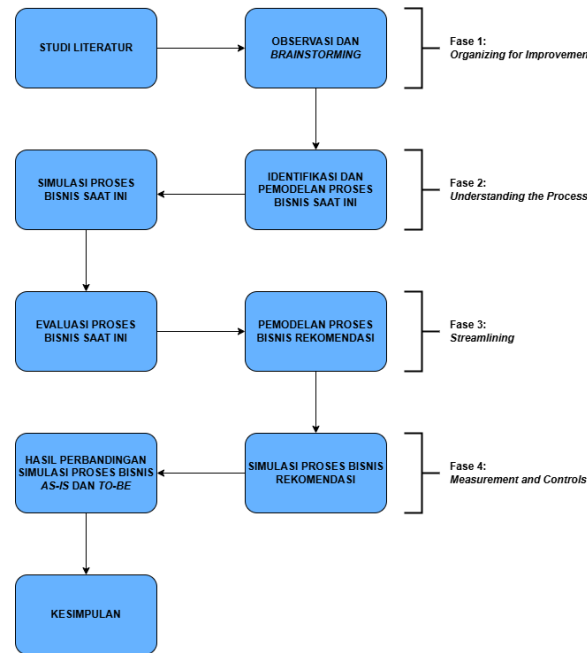 STUDI LITERATUR
OBSERVASI DAN
BRAINSTORMING
Fase 1:
Organizing for Improvement
IDENTIFIKASI DAN
PEMODELAN PROSES
BISNIS SAAT INI
SIMULASI PROSES
BISNIS SAAT INI
Fase 2:
Understanding the Process
EVALUASI PROSES
BISNIS SAAT INI
PEMODELAN PROSES
BISNIS REKOMENDASI
Fase 3:
Streamlining
SIMULASI PROSES BISNIS
REKOMENDASI
HASIL PERBANDINGAN
SIMULASI PROSES BISNIS
AS-IS DAN TO-BE
Fase 4:
Measurement and Controls
KESIMPULAN